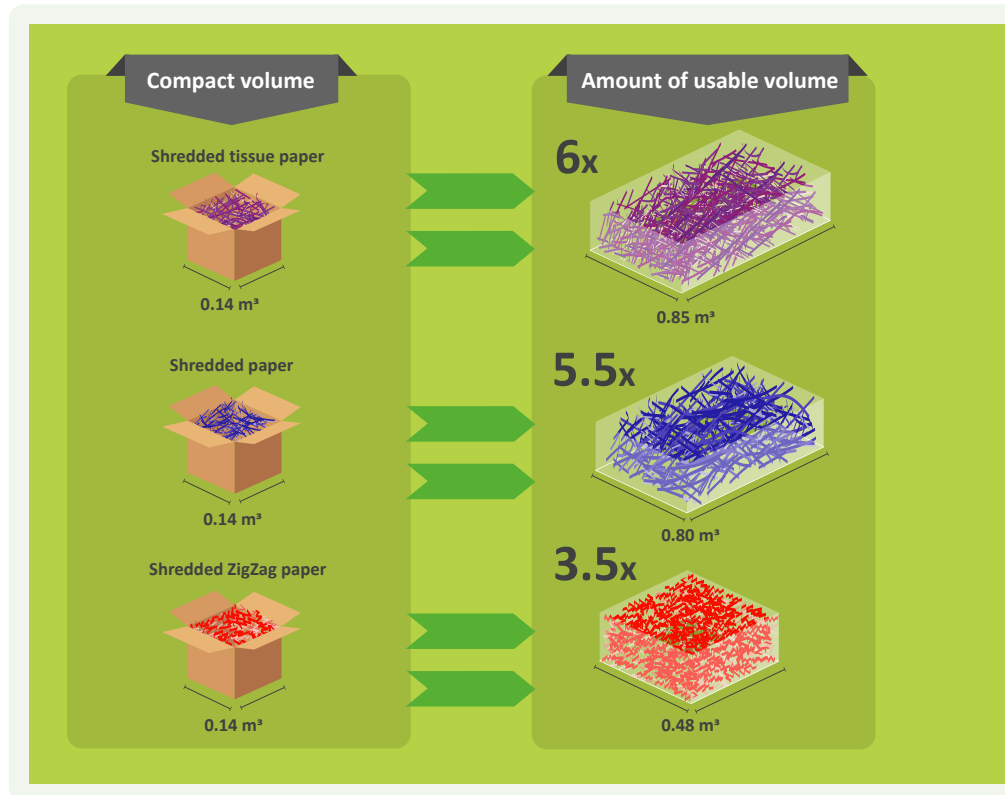 Compact volume
Amount of usable volume
Shredded tissue paper
6x
0.14 m³
0.85 m³
Shredded paper
5.5x
0.14 m³
0.80 m³
Shredded ZigZag paper
3.5x
0.14 m³
0.48 m³